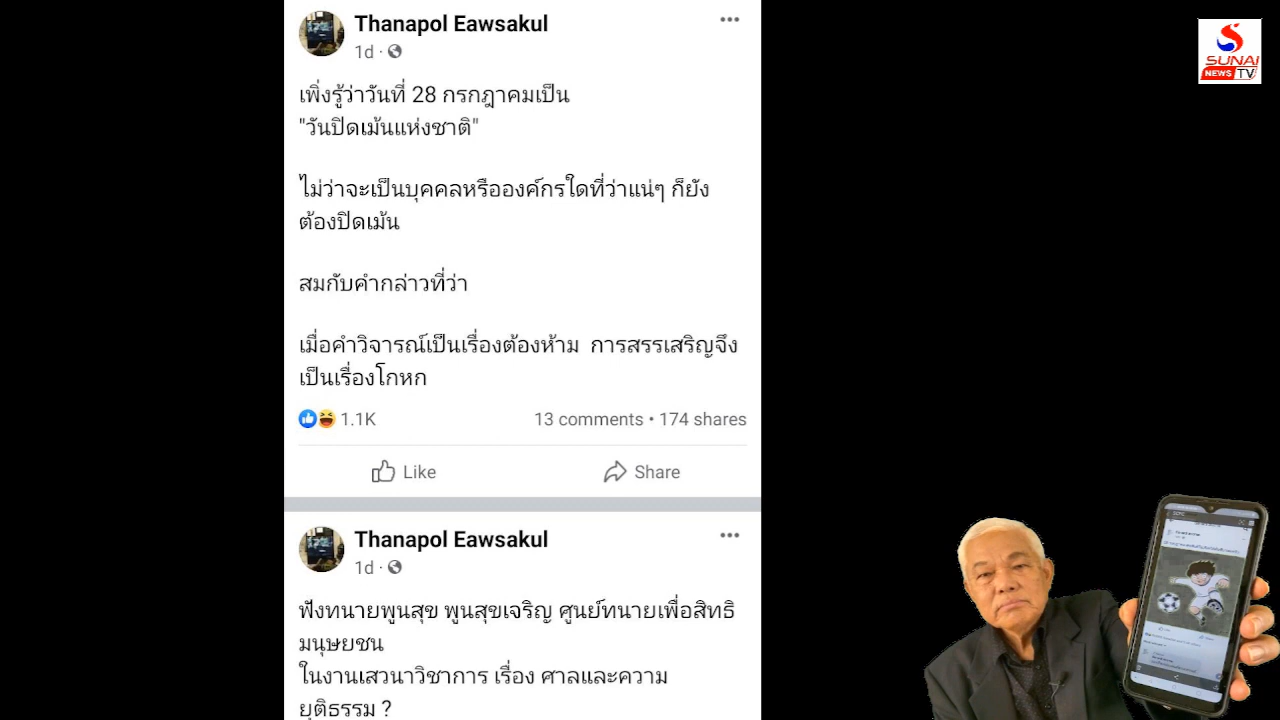 Thanapol Eawsakul
1d ·
เพิ่งรู้ว่าวันที่ 28 กรกฎาคมเป็น
"วันปิดเม้นแห่งชาติ"
ไม่ว่าจะเป็นบุคคลหรือองค์กรใดที่ว่าแน่ๆ ก็ยัง
ต้องปิดเม้น
สมกับคำกล่าวที่ว่า
เมื่อคำวิจารณ์เป็นเรื่องต้องห้าม การสรรเสริญจึง
เป็นเรื่องโกหก
1.1K
13 comments • 174 shares
Like
Share
Thanapol Eawsakul
1d ·
ฟังทนายพูนสุข พูนสุขเจริญ ศูนย์ทนายเพื่อสิทธิ
มนุษยชน
ในงานเสวนาวิชาการ เรื่อง ศาลและความ
ยุติธรรม ?
SUNAI
NEWS TV